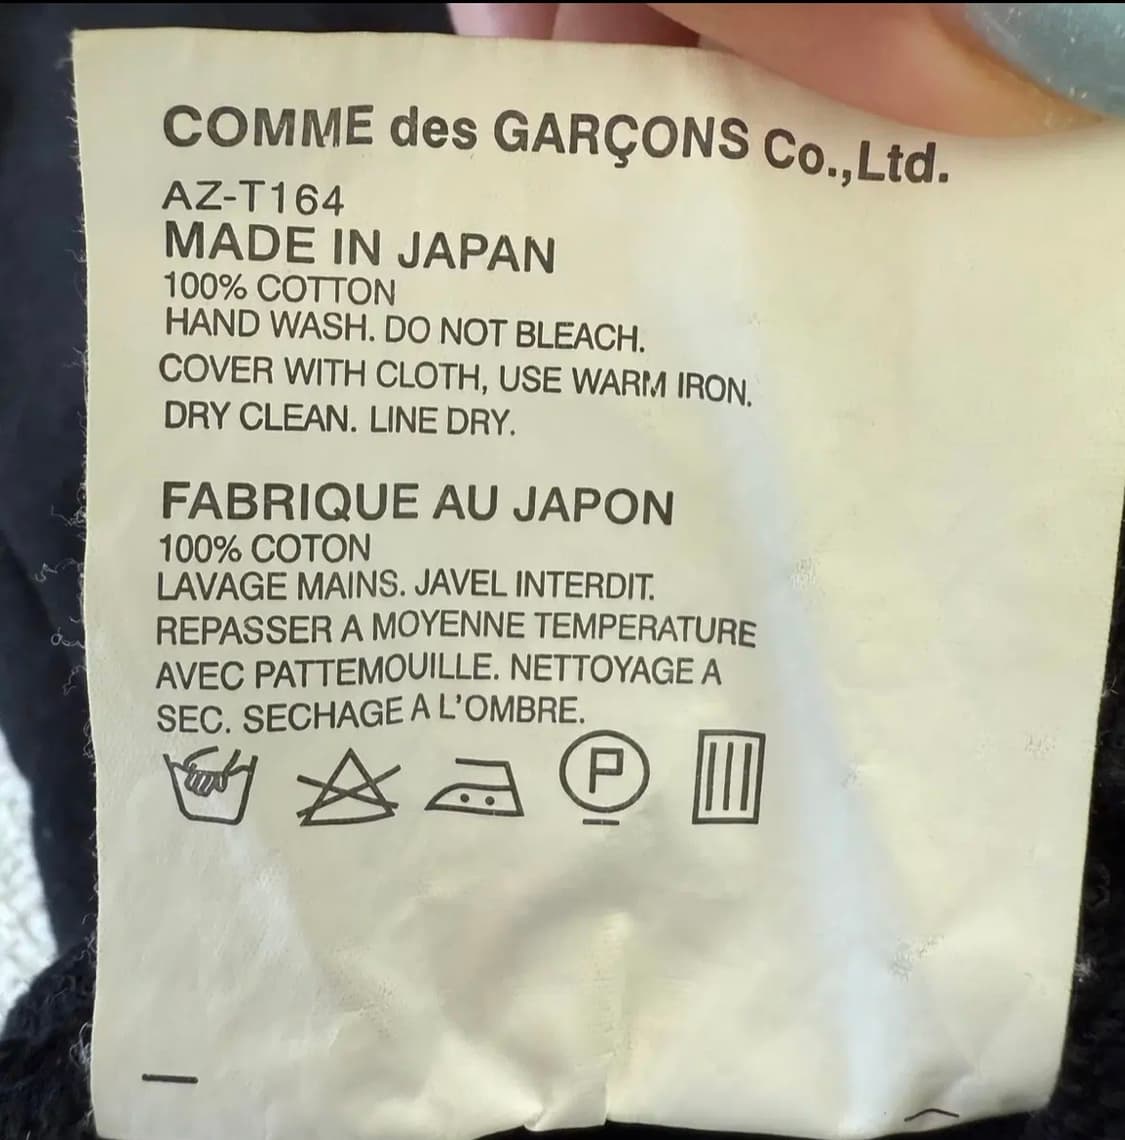 COMME des GARÇONS Co.,Ltd.
AZ-T164
MADE IN JAPAN
100% COTTON
HAND WASH. DO NOT BLEACH.
COVER WITH CLOTH, USE WARM IRON.
DRY CLEAN. LINE DRY.
FABRIQUE AU JAPON
100% COTON
LAVAGE MAINS. JAVEL INTERDIT.
REPASSER A MOYENNE TEMPERATURE
AVEC PATTEMOUILLE. NETTOYAGE A
SEC. SECHAGE A L'OMBRE.
P